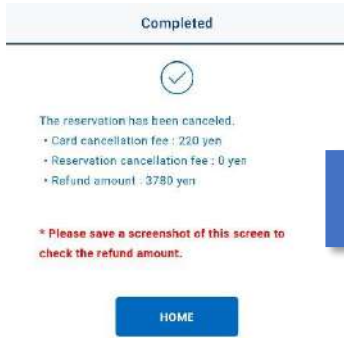 Completed
The reservation has been canceled.
・Card cancellation fee : 220 yen
・Reservation cancellation fee : 0 yen
・Refund amount : 3780 yen
* Please save a screenshot of this screen to
check the refund amount.
HOME